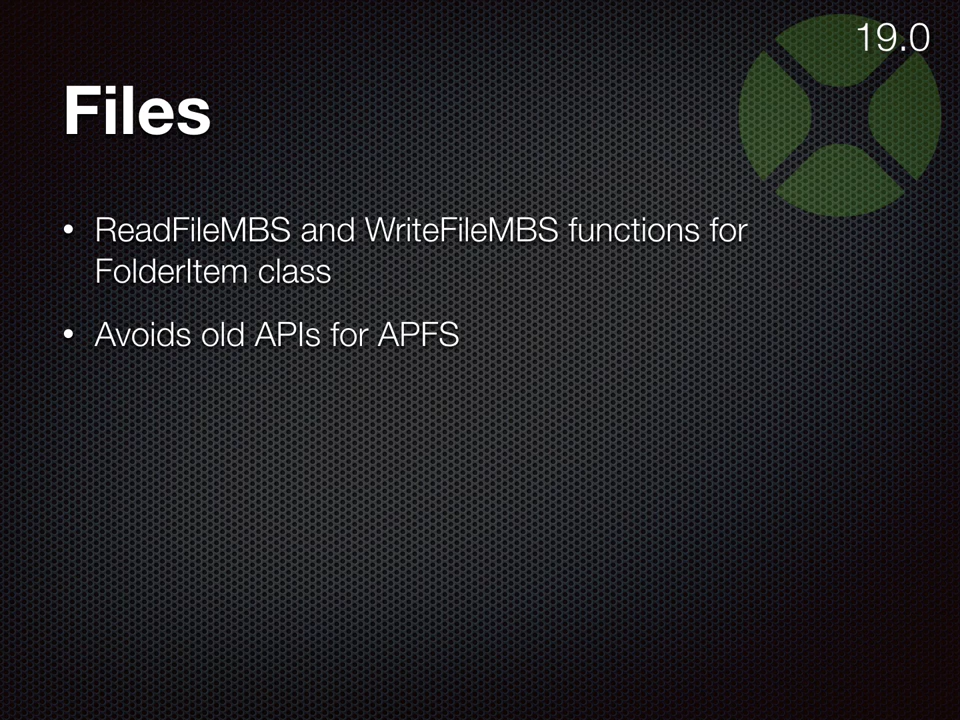 19.0
Files
• ReadFileMBS and WriteFileMBS functions for
FolderItem class
• Avoids old APIs for APFS